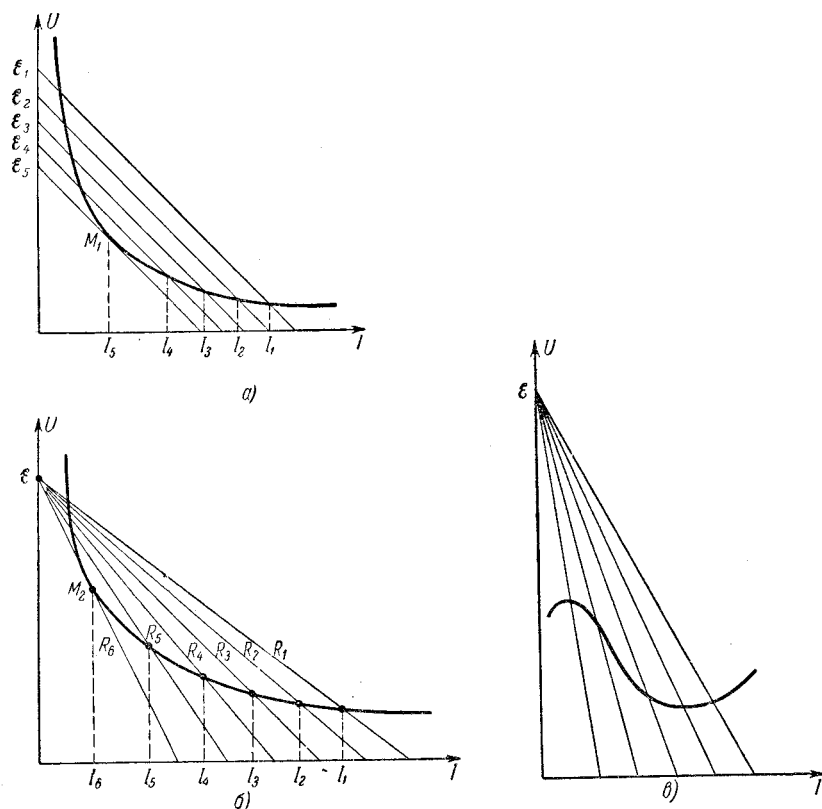 U
ℰ₁
ℰ₂
ℰ₃
ℰ₄
ℰ₅
M₁
I₅ I₄ I₃ I₂ I₁ I
а)
U
ℰ
M₂
R₆ R₅ R₄ R₃ R₂ R₁
I₆ I₅ I₄ I₃ I₂ I₁ I
б)
U
ℰ
I
в)